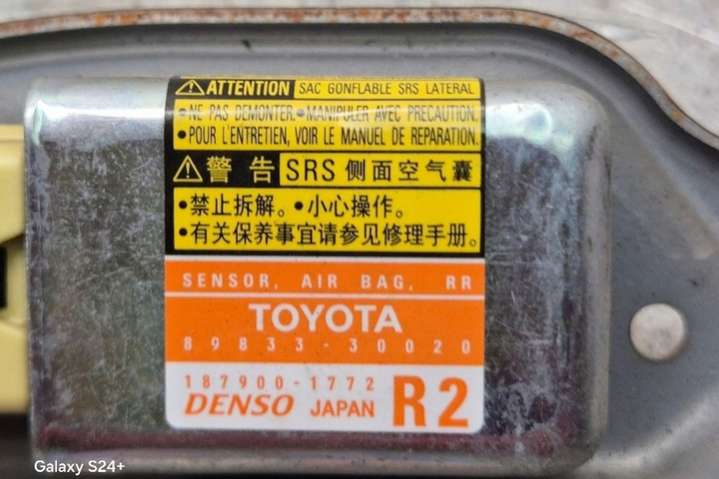 ⚠ATTENTION SAC GONFLABLE SRS LATERAL
•NE PAS DEMONTER.•MANIPULER AVEC PRECAUTION.
•POUR L'ENTRETIEN, VOIR LE MANUEL DE REPARATION.
⚠警告 SRS 侧面空气囊
•禁止拆解。•小心操作。
•有关保养事宜请参见修理手册。
SENSOR, AIR BAG, RR
TOYOTA
89833-30020
187900-1772
DENSO JAPAN R2
Galaxy S24+